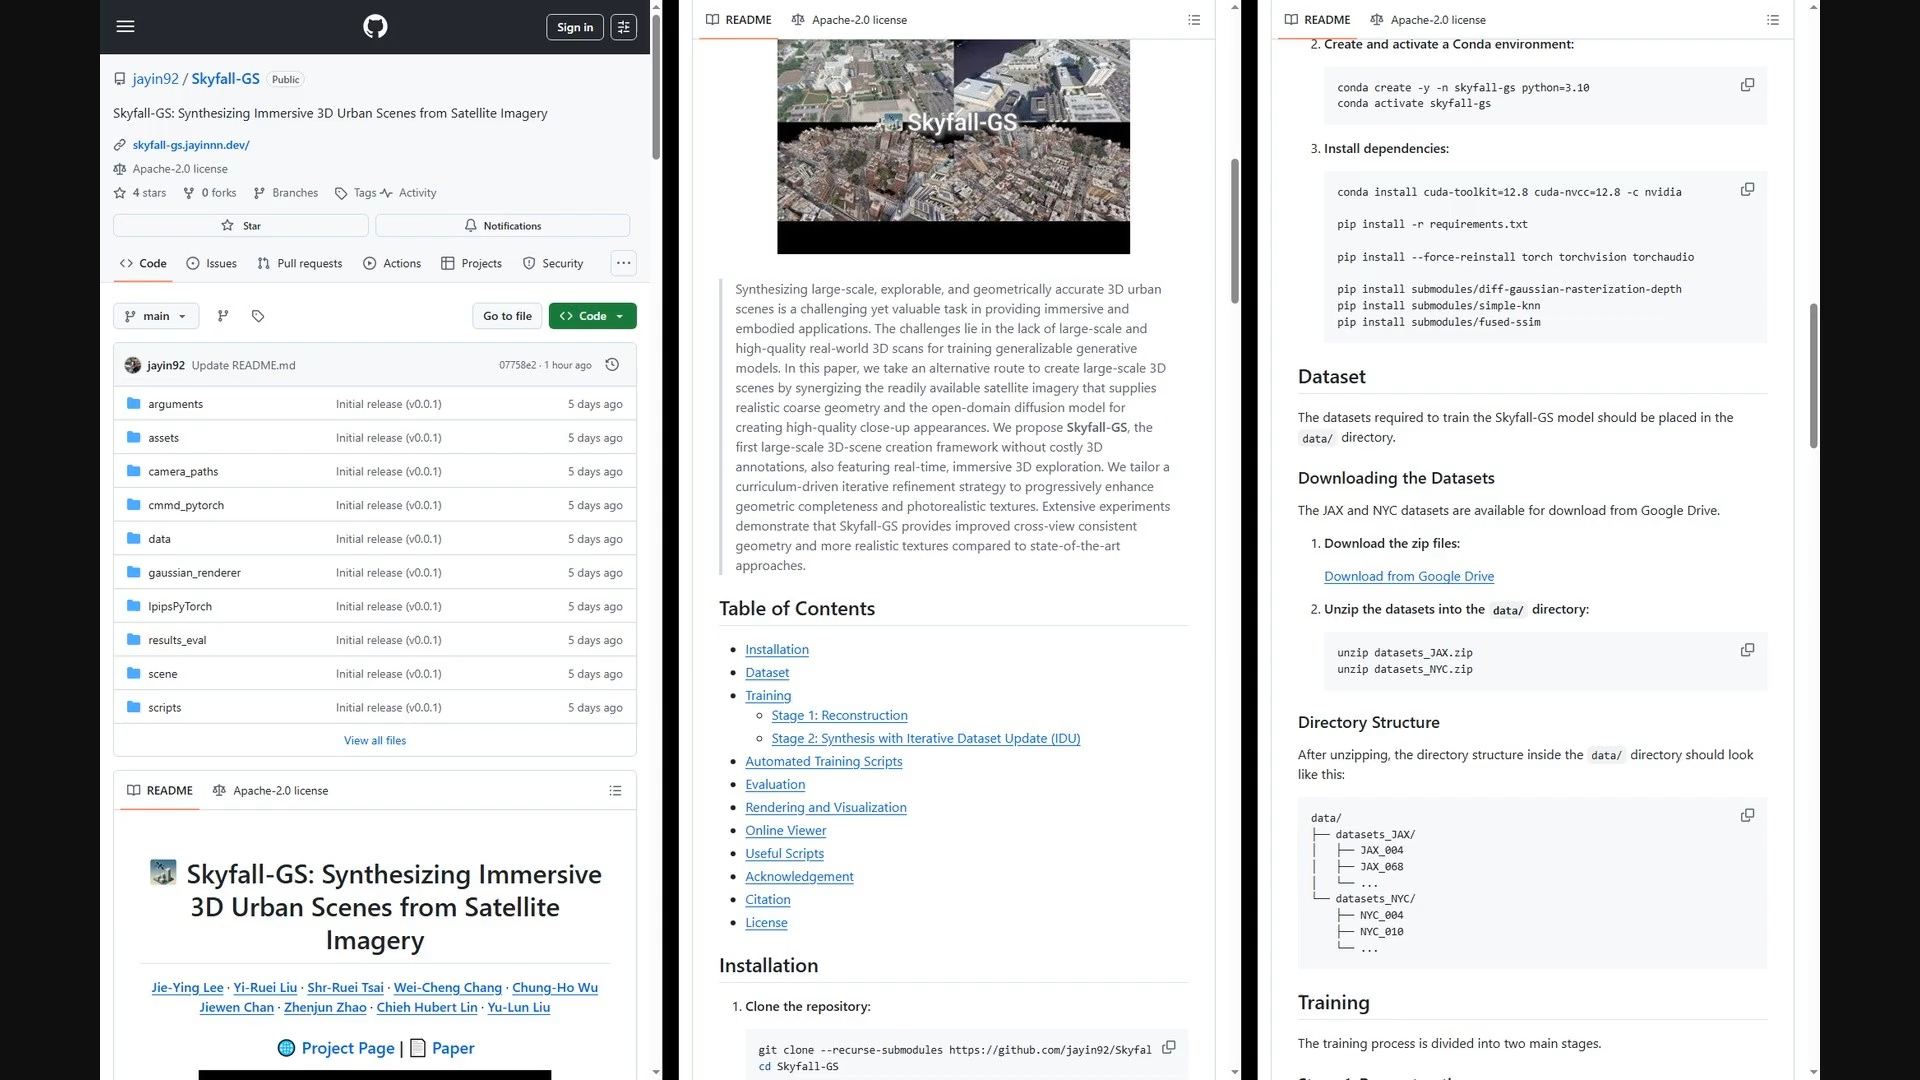 Sign in
jayin92 / Skyfall-GS Public
Skyfall-GS: Synthesizing Immersive 3D Urban Scenes from Satellite Imagery
skyfall-gs.jayinnn.dev/
Apache-2.0 license
4 stars 0 forks Branches Tags Activity
Star Notifications
Code Issues Pull requests Actions Projects Security ...
main Go to file Code
jayin92 Update README.md 07758e2 · 1 hour ago
arguments Initial release (v0.0.1) 5 days ago
assets Initial release (v0.0.1) 5 days ago
camera_paths Initial release (v0.0.1) 5 days ago
cmmd_pytorch Initial release (v0.0.1) 5 days ago
data Initial release (v0.0.1) 5 days ago
gaussian_renderer Initial release (v0.0.1) 5 days ago
lpipsPyTorch Initial release (v0.0.1) 5 days ago
results_eval Initial release (v0.0.1) 5 days ago
scene Initial release (v0.0.1) 5 days ago
scripts Initial release (v0.0.1) 5 days ago
View all files
README Apache-2.0 license
Skyfall-GS: Synthesizing Immersive
3D Urban Scenes from Satellite
Imagery
Jie-Ying Lee · Yi-Ruei Liu · Shr-Ruei Tsai · Wei-Cheng Chang · Chung-Ho Wu
Jiewen Chan · Zhenjun Zhao · Chieh Hubert Lin · Yu-Lun Liu
Project Page | Paper
README Apache-2.0 license
Skyfall-GS
Synthesizing large-scale, explorable, and geometrically accurate 3D urban
scenes is a challenging yet valuable task in providing immersive and
embodied applications. The challenges lie in the lack of large-scale and
high-quality real-world 3D scans for training generalizable generative
models. In this paper, we take an alternative route to create large-scale 3D
scenes by synergizing the readily available satellite imagery that supplies
realistic coarse geometry and the open-domain diffusion model for
creating high-quality close-up appearances. We propose Skyfall-GS, the
first large-scale 3D-scene creation framework without costly 3D
annotations, also featuring real-time, immersive 3D exploration. We tailor a
curriculum-driven iterative refinement strategy to progressively enhance
geometric completeness and photorealistic textures. Extensive experiments
demonstrate that Skyfall-GS provides improved cross-view consistent
geometry and more realistic textures compared to state-of-the-art
approaches.
Table of Contents
Installation
Dataset
Training
Stage 1: Reconstruction
Stage 2: Synthesis with Iterative Dataset Update (IDU)
Automated Training Scripts
Evaluation
Rendering and Visualization
Online Viewer
Useful Scripts
Acknowledgement
Citation
License
Installation
1. Clone the repository:
git clone --recurse-submodules https://github.com/jayin92/Skyfal
cd Skyfall-GS
README Apache-2.0 license
2. Create and activate a Conda environment:
conda create -y -n skyfall-gs python=3.10
conda activate skyfall-gs
3. Install dependencies:
conda install cuda-toolkit=12.8 cuda-nvcc=12.8 -c nvidia
pip install -r requirements.txt
pip install --force-reinstall torch torchvision torchaudio
pip install submodules/diff-gaussian-rasterization-depth
pip install submodules/simple-knn
pip install submodules/fused-ssim
Dataset
The datasets required to train the Skyfall-GS model should be placed in the
data/ directory.
Downloading the Datasets
The JAX and NYC datasets are available for download from Google Drive.
1. Download the zip files:
Download from Google Drive
2. Unzip the datasets into the data/ directory:
unzip datasets_JAX.zip
unzip datasets_NYC.zip
Directory Structure
After unzipping, the directory structure inside the data/ directory should look
like this:
data/
├── datasets_JAX/
│   ├── JAX_004
│   ├── JAX_068
│   └── ...
└── datasets_NYC/
    ├── NYC_004
    ├── NYC_010
    └── ...
Training
The training process is divided into two main stages.